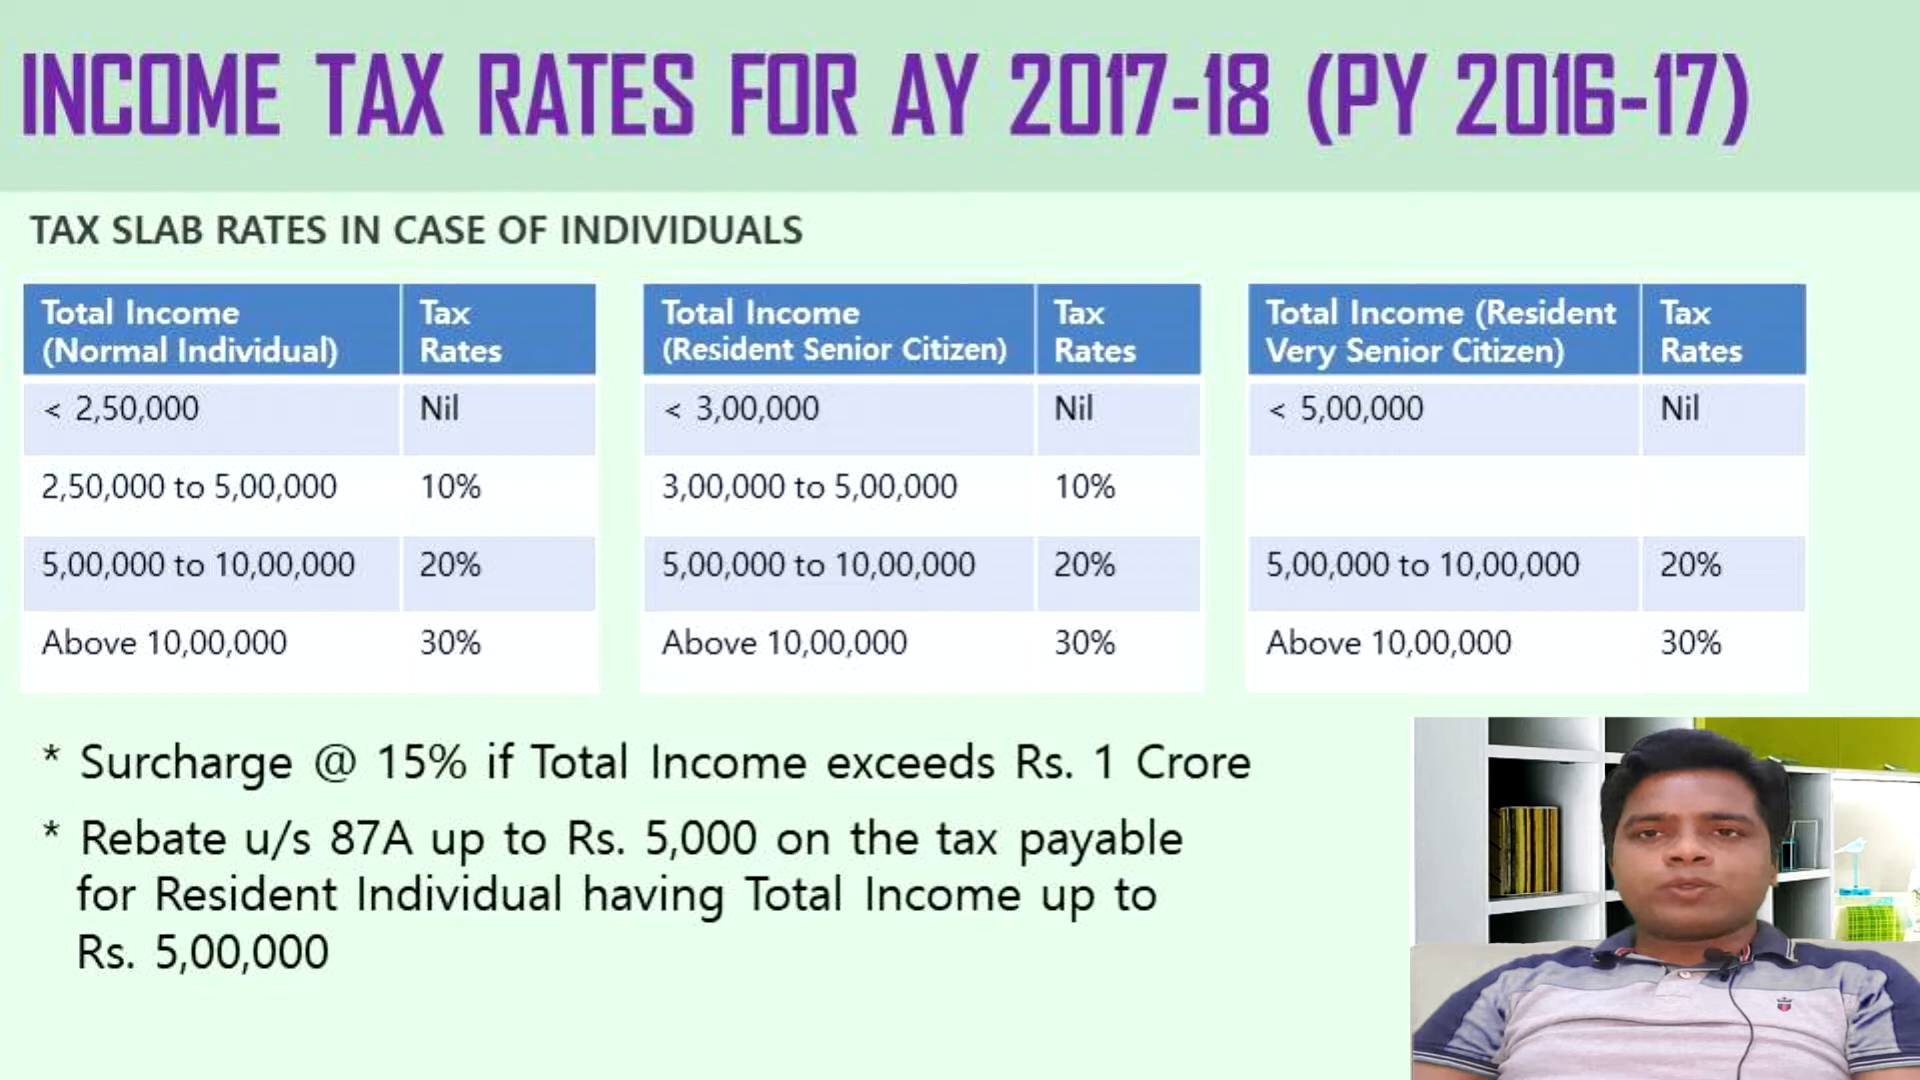 INCOME TAX RATES FOR AY 2017-18 (PY 2016-17)
TAX SLAB RATES IN CASE OF INDIVIDUALS
Total Income (Normal Individual) Tax Rates
< 2,50,000 Nil
2,50,000 to 5,00,000 10%
5,00,000 to 10,00,000 20%
Above 10,00,000 30%
Total Income (Resident Senior Citizen) Tax Rates
< 3,00,000 Nil
3,00,000 to 5,00,000 10%
5,00,000 to 10,00,000 20%
Above 10,00,000 30%
Total Income (Resident Very Senior Citizen) Tax Rates
< 5,00,000 Nil
5,00,000 to 10,00,000 20%
Above 10,00,000 30%
* Surcharge @ 15% if Total Income exceeds Rs. 1 Crore
* Rebate u/s 87A up to Rs. 5,000 on the tax payable
for Resident Individual having Total Income up to
Rs. 5,00,000